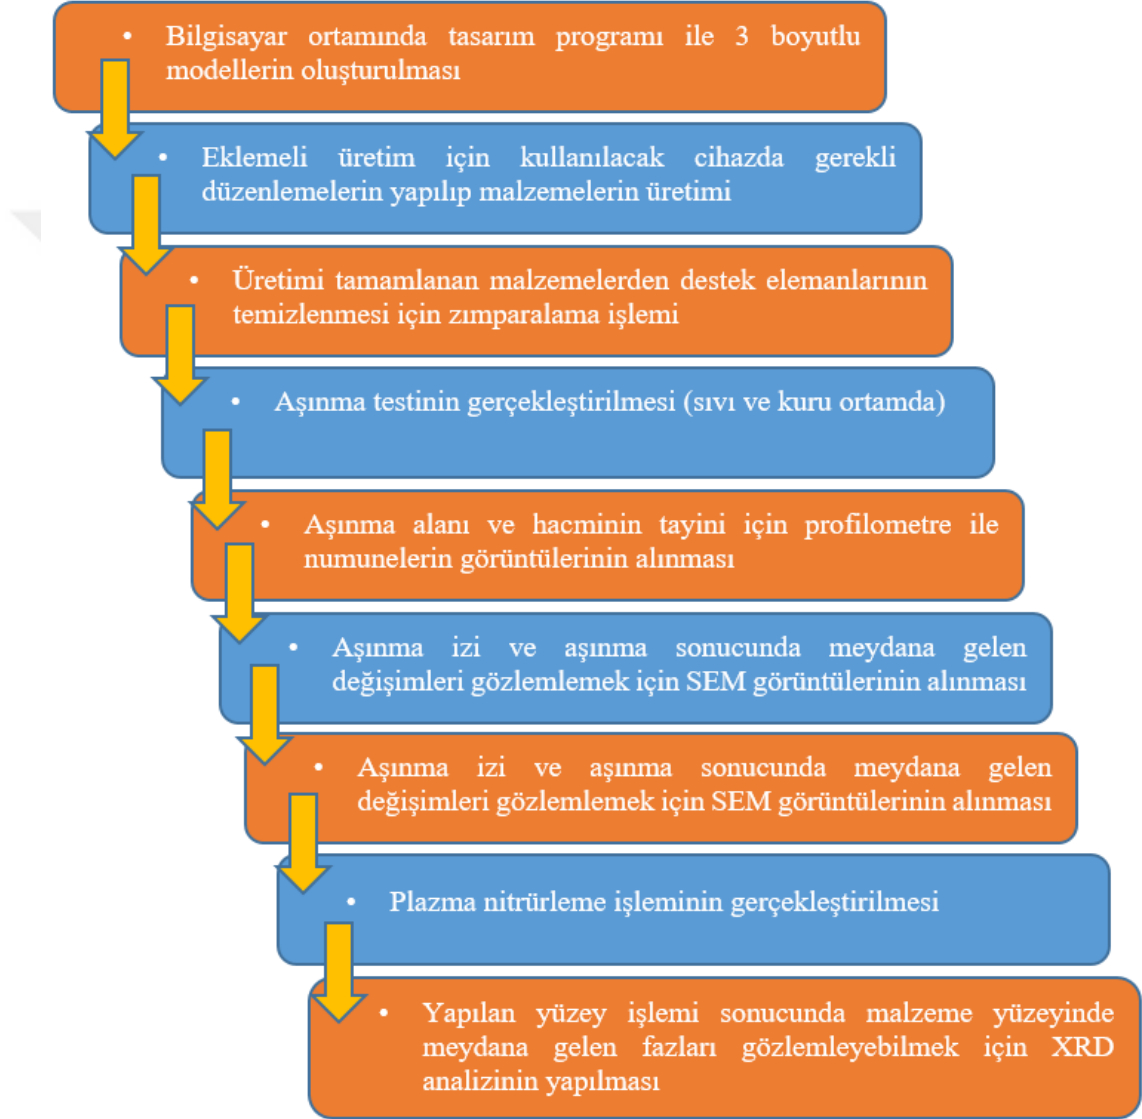 • Bilgisayar ortamında tasarım programı ile 3 boyutlu
modellerin oluşturulması
• Eklemeli üretim için kullanılacak cihazda gerekli
düzenlemelerin yapılıp malzemelerin üretimi
• Üretimi tamamlanan malzemelerden destek elemanlarının
temizlenmesi için zımparalama işlemi
• Aşınma testinin gerçekleştirilmesi (sıvı ve kuru ortamda)
• Aşınma alanı ve hacminin tayini için profilometre ile
numunelerin görüntülerinin alınması
• Aşınma izi ve aşınma sonucunda meydana gelen
değişimleri gözlemlemek için SEM görüntülerinin alınması
• Aşınma izi ve aşınma sonucunda meydana gelen
değişimleri gözlemlemek için SEM görüntülerinin alınması
• Plazma nitrürleme işleminin gerçekleştirilmesi
• Yapılan yüzey işlemi sonucunda malzeme yüzeyinde
meydana gelen fazları gözlemleyebilmek için XRD
analizinin yapılması